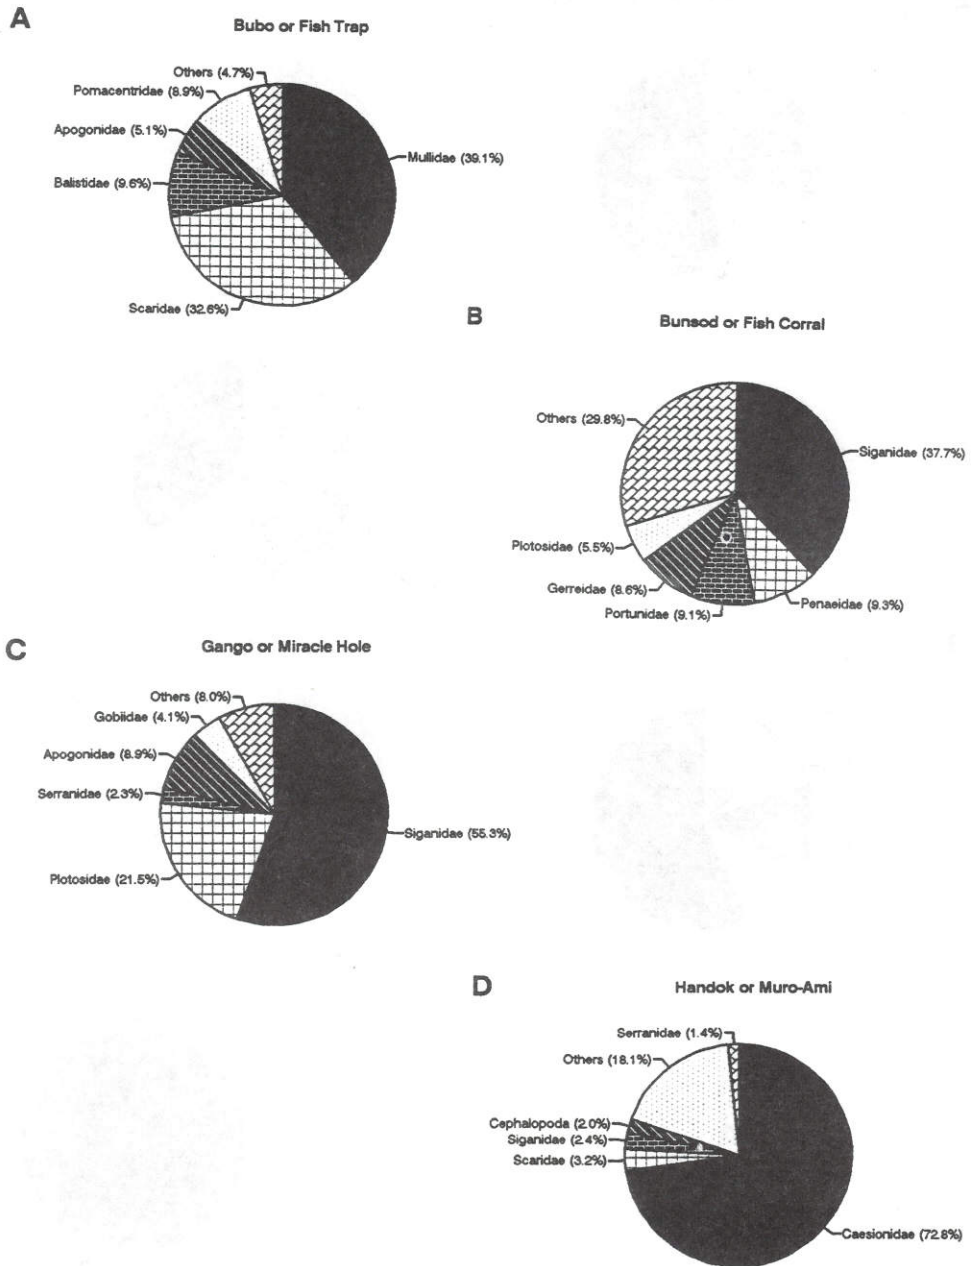 A
Bubo or Fish Trap
Others (4.7%)
Pomacentridae (8.9%)
Apogonidae (5.1%)
Balistidae (9.6%)
Scaridae (32.6%)
Mullidae (39.1%)
B
Bunsod or Fish Corral
Others (29.8%)
Siganidae (37.7%)
Plotosidae (5.5%)
Gerreidae (8.6%)
Portunidae (9.1%)
Penaeidae (9.3%)
C
Gango or Miracle Hole
Others (8.0%)
Gobiidae (4.1%)
Apogonidae (8.9%)
Serranidae (2.3%)
Plotosidae (21.5%)
Siganidae (55.3%)
D
Handok or Muro-Ami
Serranidae (1.4%)
Others (18.1%)
Cephalopoda (2.0%)
Siganidae (2.4%)
Scaridae (3.2%)
Caesionidae (72.8%)